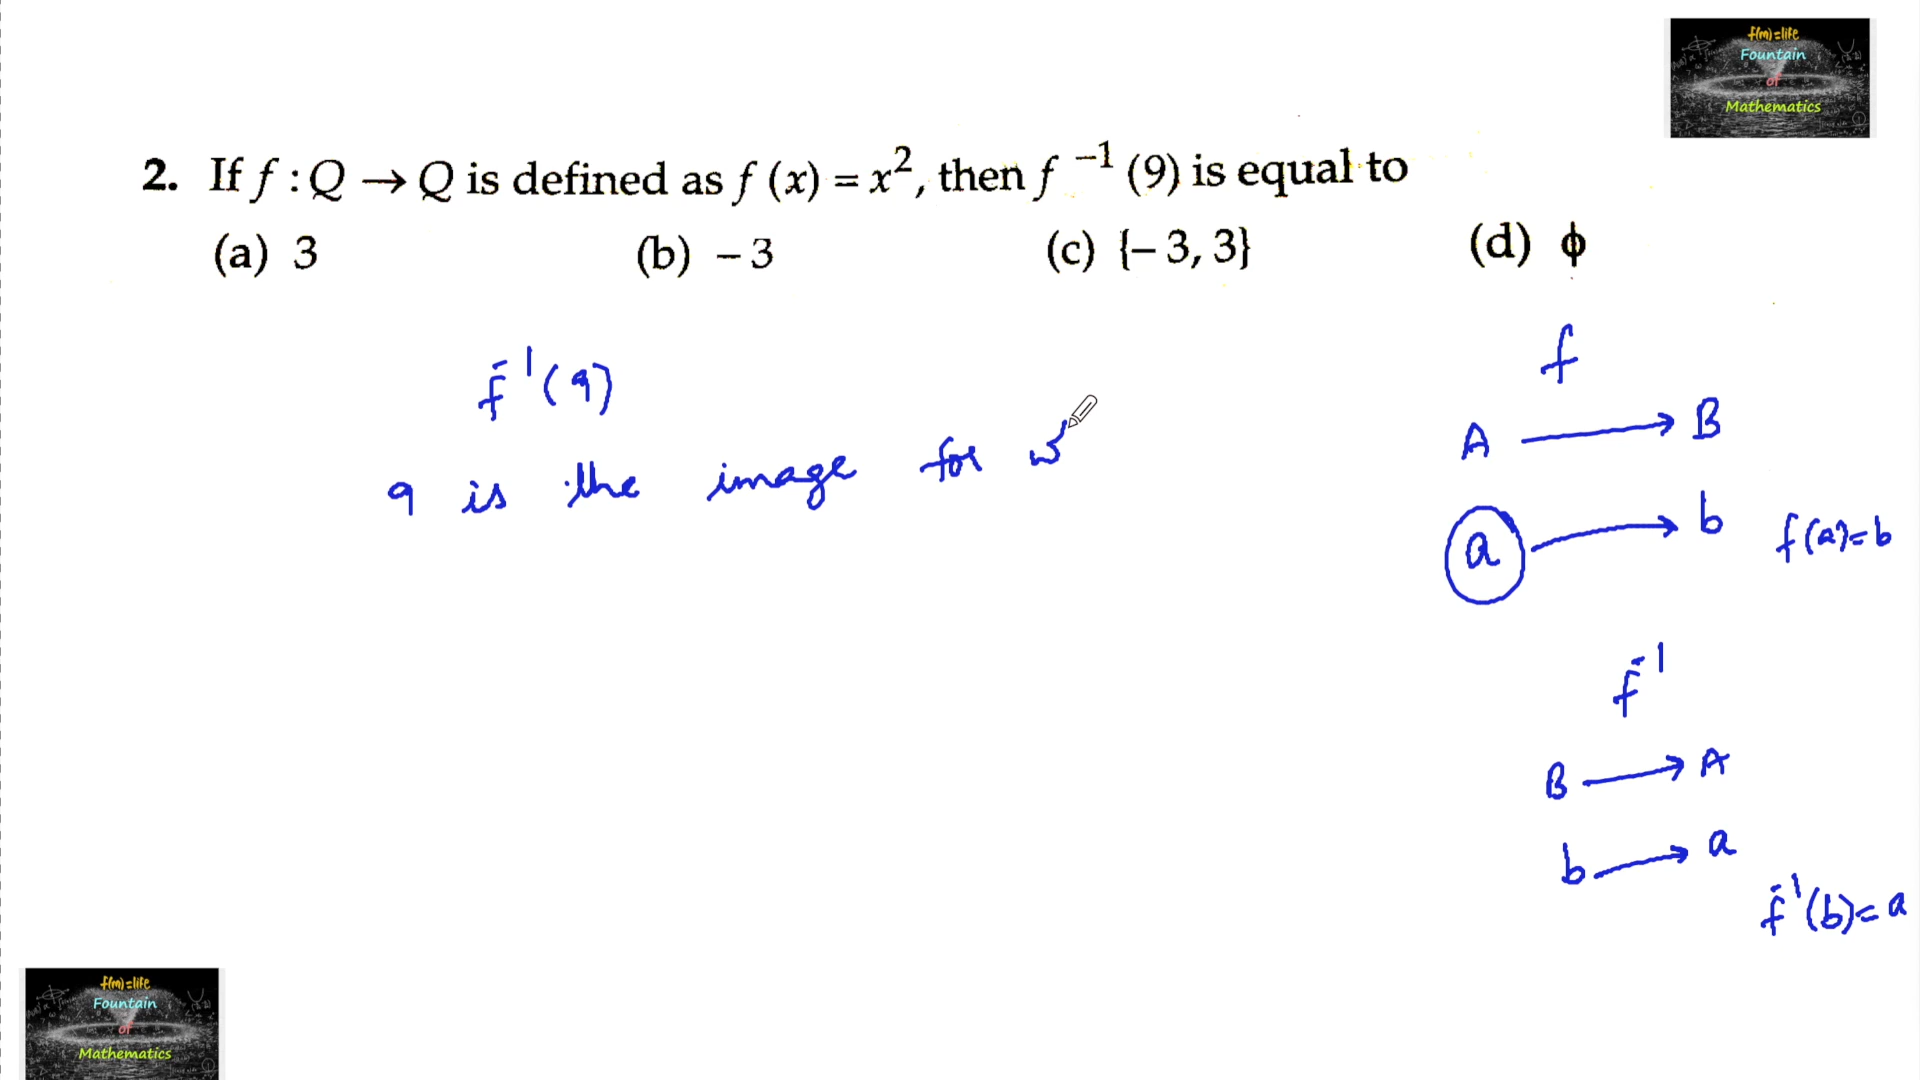 f(m)=life
Fountain
of
Mathematics
2. If f : Q → Q is defined as f (x) = x², then f ⁻¹ (9) is equal to
(a) 3 (b) – 3 (c) {– 3, 3} (d) ϕ
f⁻¹(9)
9 is the image for w
f
A → B
a → b f(a)=b
f⁻¹
B → A
b → a
f⁻¹(b)=a
f(m)=life
Fountain
of
Mathematics